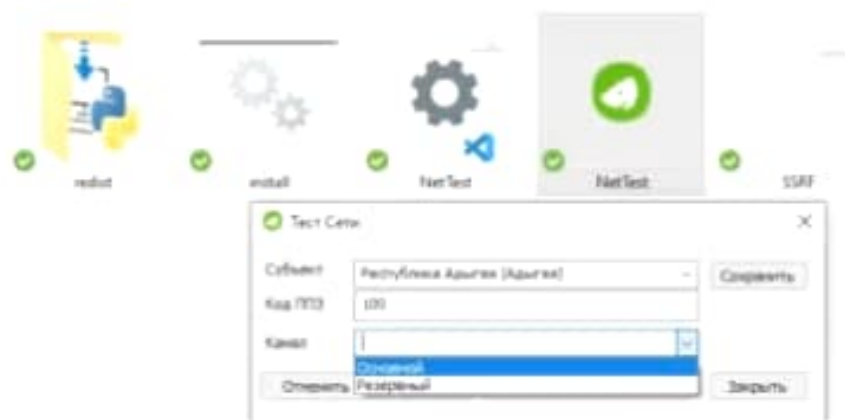 redist
install
NetTest
NetTest
SSRF
Тест Сети
Субъект
Республика Адыгея (Адыгея)
Сохранить
Код ППЭ
100
Канал
Основной
Резервный
Отменить
Закрыть